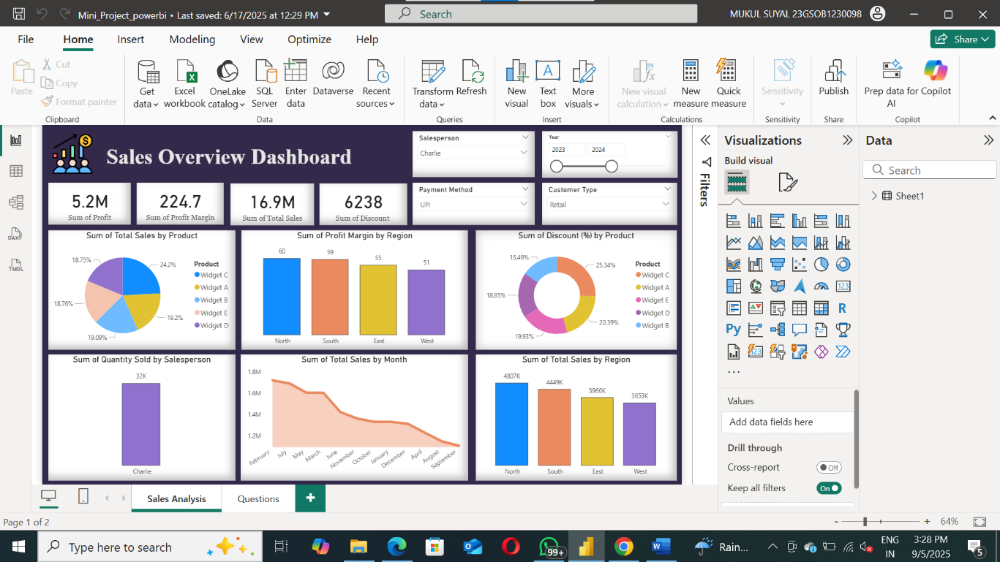 Mini_Project_powerbi • Last saved: 6/17/2025 at 12:29 PM
Search
MUKUL SUYAL 23GSOB1230098
File Home Insert Modeling View Optimize Help
Share
Paste
Cut
Copy
Format painter
Clipboard
Get data
Excel workbook
OneLake catalog
SQL Server
Enter data
Dataverse
Recent sources
Data
Transform data
Refresh
Queries
New visual
Text box
More visuals
Insert
New visual calculation
New measure
Quick measure
Calculations
Sensitivity
Sensitivity
Publish
Share
Prep data for AI
Copilot
Copilot
DAX
TMDL
Sales Overview Dashboard
Salesperson
Charlie
Year
2023 2024
Payment Method
UPI
Customer Type
Retail
5.2M
Sum of Profit
224.7
Sum of Profit Margin
16.9M
Sum of Total Sales
6238
Sum of Discount
Sum of Total Sales by Product
18.75%
24.2%
18.76%
19.2%
19.09%
Product
Widget C
Widget A
Widget B
Widget E
Widget D
Sum of Profit Margin by Region
60 59 55 51
North South East West
Sum of Discount (%) by Product
15.49%
25.34%
18.85%
20.39%
19.93%
Product
Widget C
Widget A
Widget E
Widget D
Widget B
Sum of Quantity Sold by Salesperson
32K
Charlie
Sum of Total Sales by Month
1.8M
1.6M
1.4M
1.2M
February July May March June November October January December April August September
Sum of Total Sales by Region
4807K 4449K 3966K 3653K
North South East West
Filters
Visualizations
Build visual
123
R
Py
123
...
Values
Add data fields here
Drill through
Cross-report
Off
Keep all filters
On
Data
Search
Sheet1
Sales Analysis
Questions
+
Page 1 of 2
- + 64%
Type here to search
99+
Rain...
ENG
IN
3:28 PM
9/5/2025
5